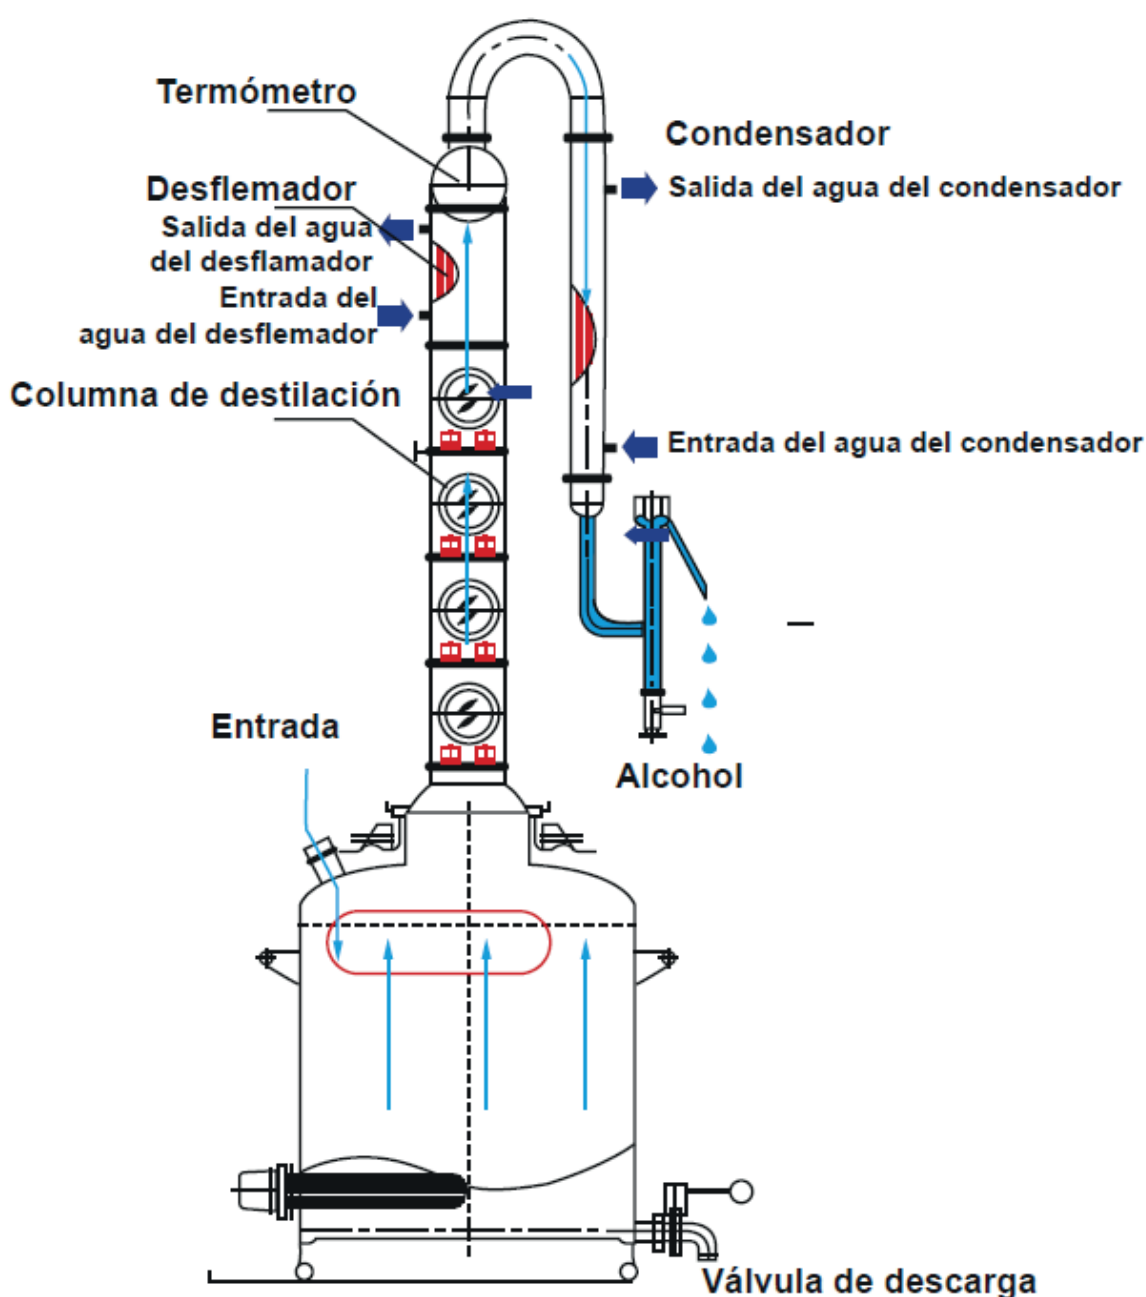 Termómetro
Condensador
Desflemador
Salida del agua del condensador
Salida del agua
del desflamador
Entrada del
agua del desflemador
Columna de destilación
Entrada del agua del condensador
Entrada
Alcohol
Válvula de descarga